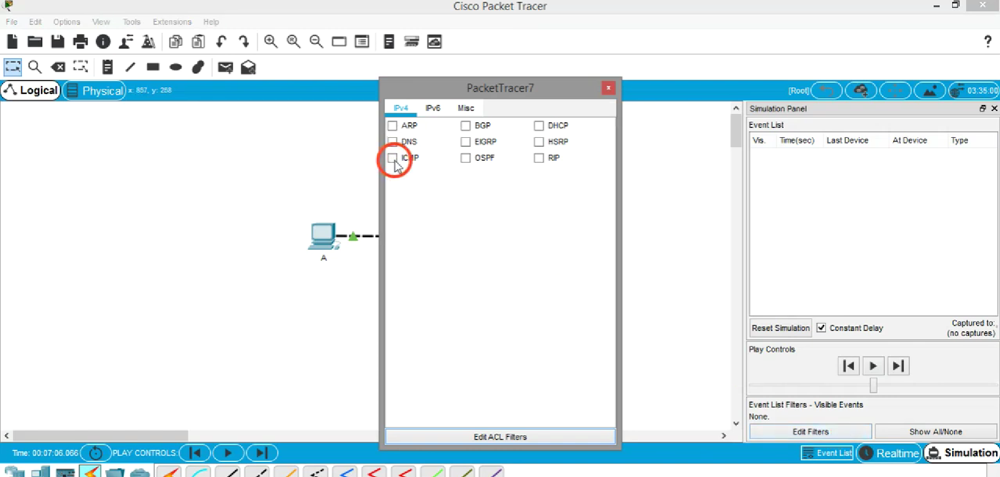 Cisco Packet Tracer
File Edit Options View Tools Extensions Help
Logical Physical x: 857, y: 258 [Root] 03:35:00
PacketTracer7
IPv4 IPv6 Misc
ARP BGP DHCP
DNS EIGRP HSRP
ICMP OSPF RIP
Edit ACL Filters
A
Simulation Panel
Event List
Vis. Time(sec) Last Device At Device Type
Reset Simulation Constant Delay Captured to:
(no captures)
Play Controls
Event List Filters - Visible Events
None.
Edit Filters Show All/None
Time: 00:07:06.066 PLAY CONTROLS: Event List Realtime Simulation